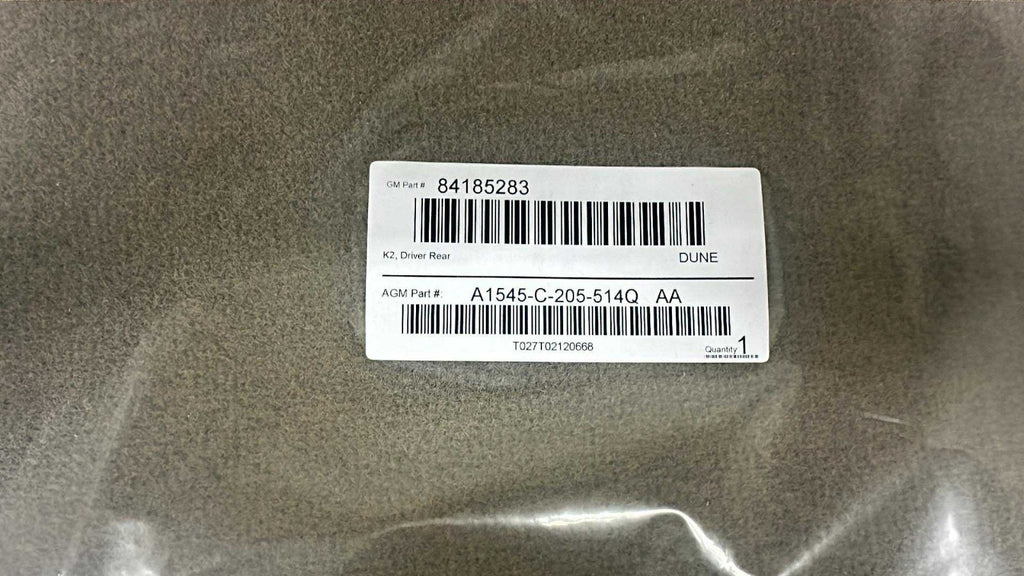 GM Part # 84185283
K2, Driver Rear DUNE
AGM Part #: A1545-C-205-514Q AA
T027T02120668
Quantity 1